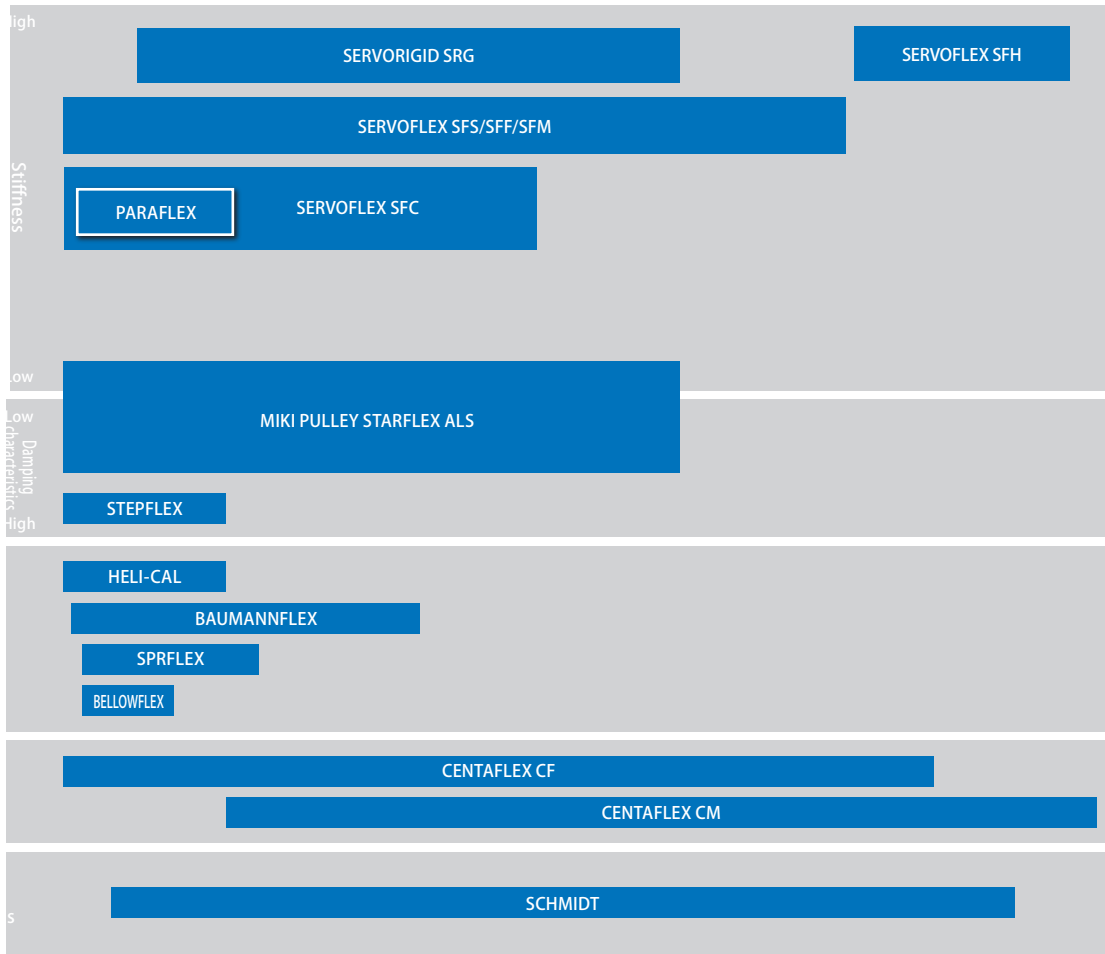 High
SERVORIGID SRG
SERVOFLEX SFH
SERVOFLEX SFS/SFF/SFM
Stiffness
PARAFLEX
SERVOFLEX SFC
Low
Low
MIKI PULLEY STARFLEX ALS
Damping
characteristics
STEPFLEX
High
HELI-CAL
BAUMANNFLEX
SPRFLEX
BELLOWFLEX
CENTAFLEX CF
CENTAFLEX CM
SCHMIDT
s